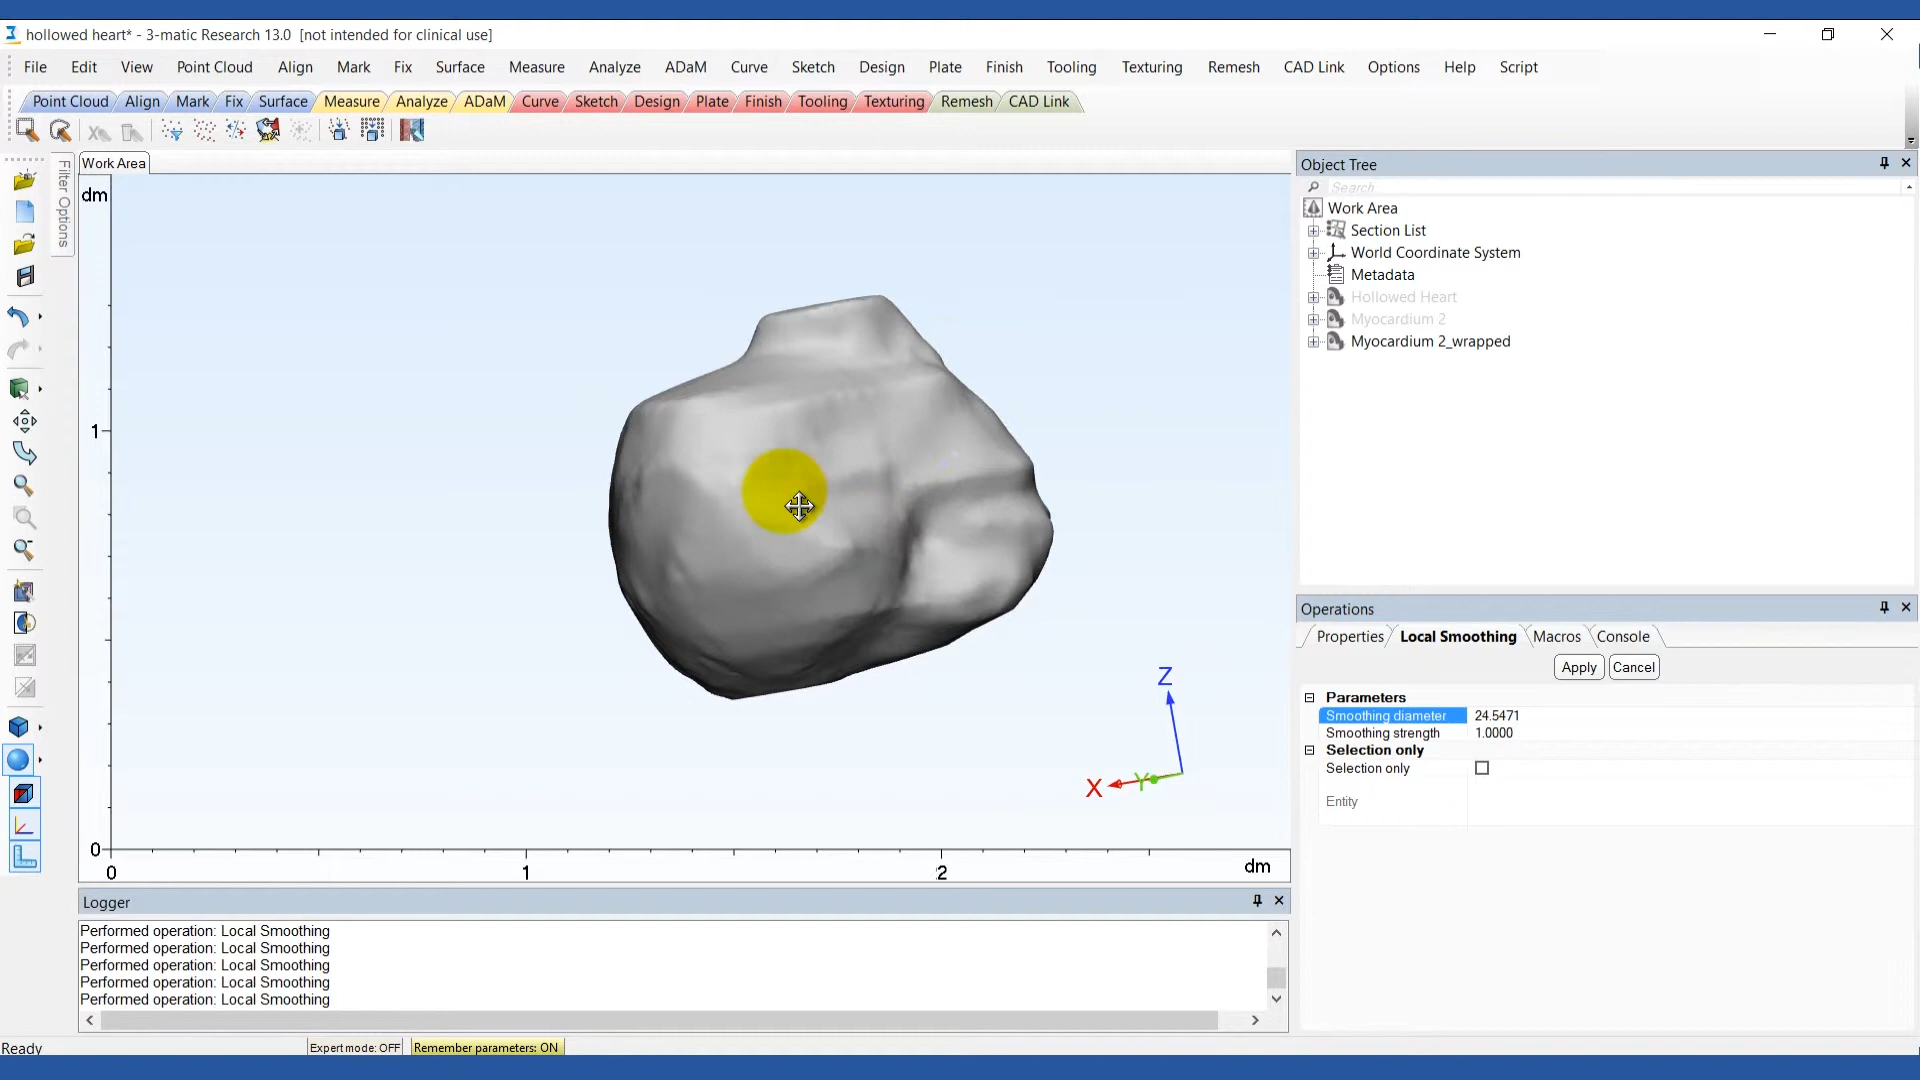 hollowed heart* - 3-matic Research 13.0  [not intended for clinical use]
File Edit View Point Cloud Align Mark Fix Surface Measure Analyze ADaM Curve Sketch Design Plate Finish Tooling Texturing Remesh CAD Link Options Help Script
Point Cloud Align Mark Fix Surface Measure Analyze ADaM Curve Sketch Design Plate Finish Tooling Texturing Remesh CAD Link
Filter Options
Work Area
dm
1
0
0 1 2 dm
Z
X Y
Object Tree
Search
Work Area
Section List
World Coordinate System
Metadata
Hollowed Heart
Myocardium 2
Myocardium 2_wrapped
Operations
Properties Local Smoothing Macros Console
Apply Cancel
Parameters
Smoothing diameter 24.5471
Smoothing strength 1.0000
Selection only
Selection only
Entity
Logger
Performed operation: Local Smoothing
Performed operation: Local Smoothing
Performed operation: Local Smoothing
Performed operation: Local Smoothing
Performed operation: Local Smoothing
Ready Expert mode: OFF Remember parameters: ON